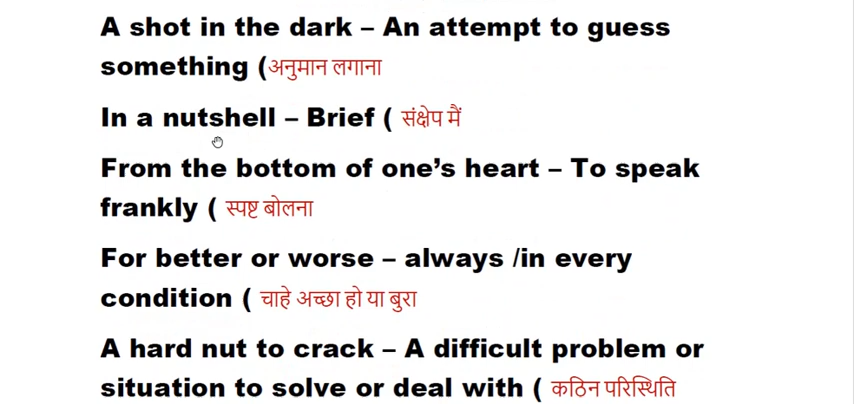 A shot in the dark – An attempt to guess
something (अनुमान लगाना
In a nutshell – Brief ( संक्षेप मैं
From the bottom of one’s heart – To speak
frankly ( स्पष्ट बोलना
For better or worse – always /in every
condition ( चाहे अच्छा हो या बुरा
A hard nut to crack – A difficult problem or
situation to solve or deal with ( कठिन परिस्थिति